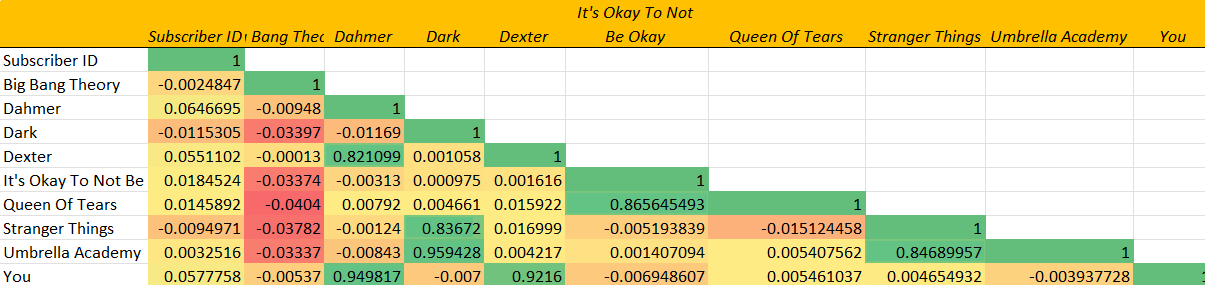 It's Okay To Not
Subscriber ID Bang Theo Dahmer Dark Dexter Be Okay Queen Of Tears Stranger Things Umbrella Academy You
Subscriber ID 1
Big Bang Theory -0.0024847 1
Dahmer 0.0646695 -0.00948 1
Dark -0.0115305 -0.03397 -0.01169 1
Dexter 0.0551102 -0.00013 0.821099 0.001058 1
It's Okay To Not Be 0.0184524 -0.03374 -0.00313 0.000975 0.001616 1
Queen Of Tears 0.0145892 -0.0404 0.00792 0.004661 0.015922 0.865645493 1
Stranger Things -0.0094971 -0.03782 -0.00124 0.83672 0.016999 -0.005193839 -0.015124458 1
Umbrella Academy 0.0032516 -0.03337 -0.00843 0.959428 0.004217 0.001407094 0.005407562 0.84689957 1
You 0.0577758 -0.00537 0.949817 -0.007 0.9216 -0.006948607 0.005461037 0.004654932 -0.003937728 1